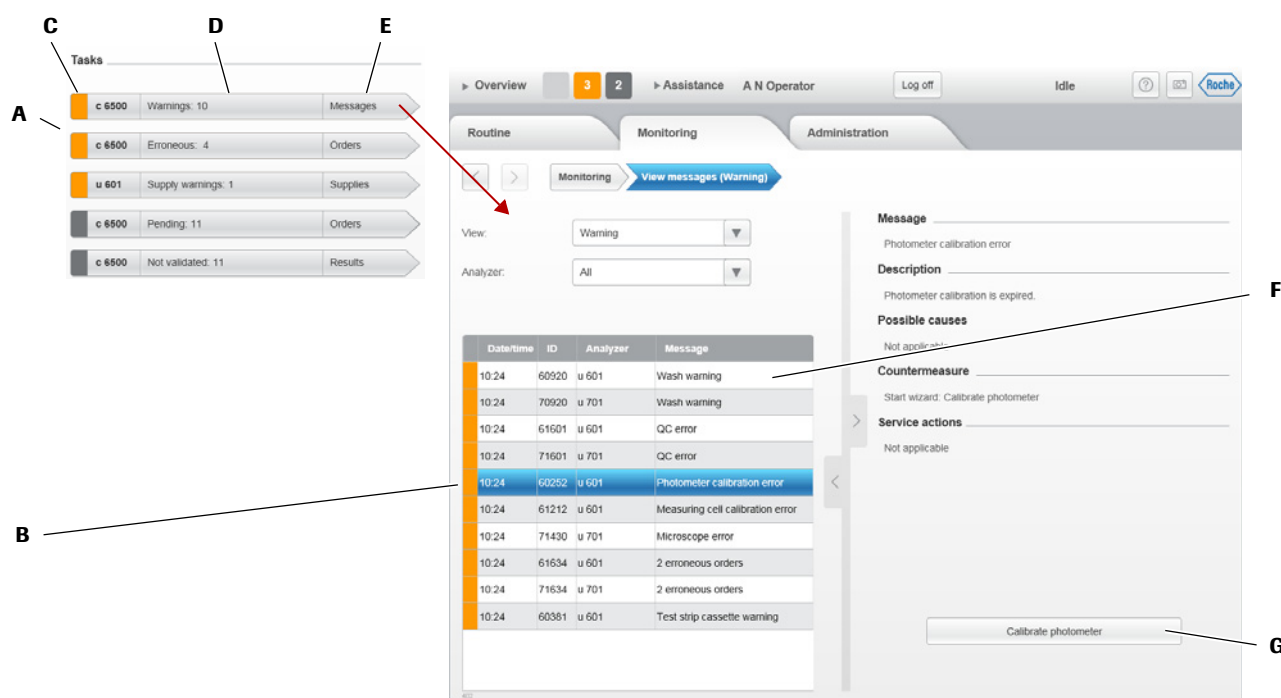 C D E
Tasks
A
c 6500 Warnings: 10 Messages
c 6500 Erroneous: 4 Orders
u 601 Supply warnings: 1 Supplies
c 6500 Pending: 11 Orders
c 6500 Not validated: 11 Results
Overview 3 2 Assistance A N Operator Log off Idle ? Roche
Routine Monitoring Administration
Monitoring View messages (Warning)
View: Warning
Analyzer: All
Date/time ID Analyzer Message
10:24 60920 u 601 Wash warning
10:24 70920 u 701 Wash warning
10:24 61601 u 601 QC error
10:24 71601 u 701 QC error
10:24 60252 u 601 Photometer calibration error
10:24 61212 u 601 Measuring cell calibration error
10:24 71430 u 701 Microscope error
10:24 61634 u 601 2 erroneous orders
10:24 71634 u 701 2 erroneous orders
10:24 60381 u 601 Test strip cassette warning
B
Message
Photometer calibration error
Description
Photometer calibration is expired.
Possible causes
Not applicable
Countermeasure
Start wizard: Calibrate photometer
Service actions
Not applicable
F
Calibrate photometer
G